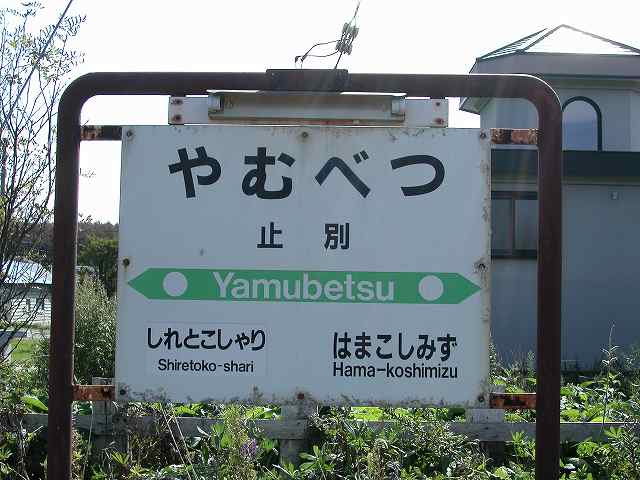 やむべつ
止別
Yamubetsu
しれとこしゃり
Shiretoko-shari
はまこしみず
Hama-koshimizu